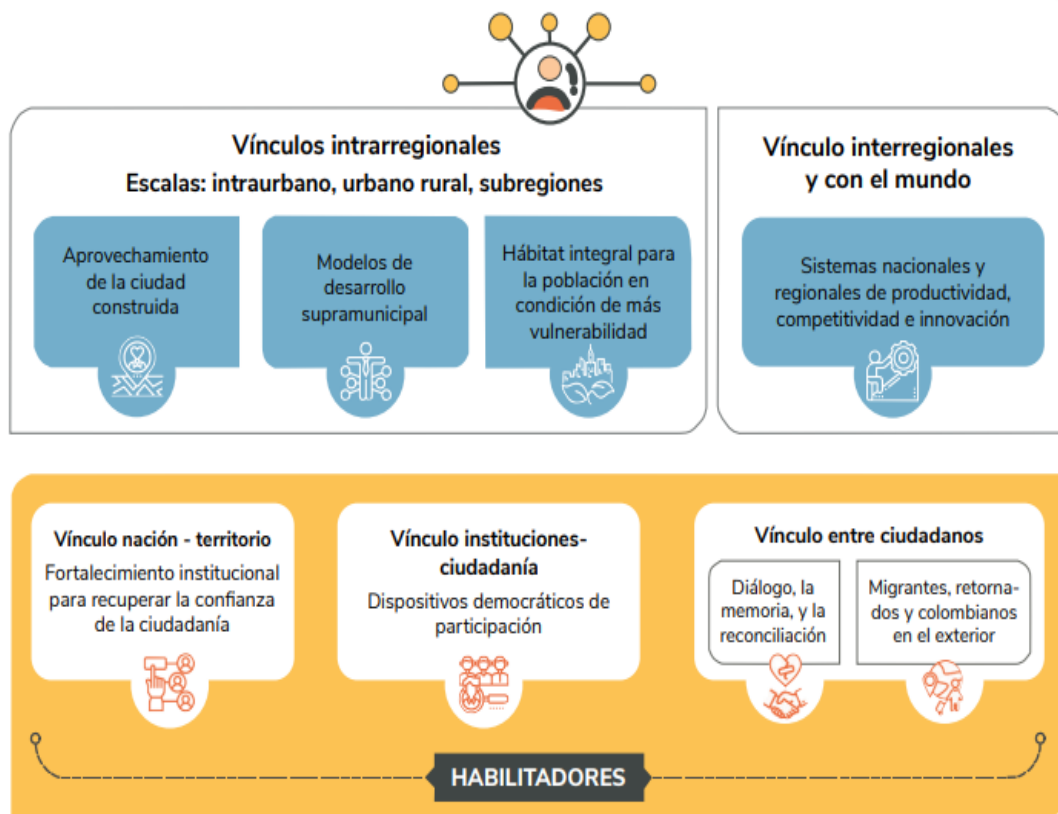 Vínculos intrarregionales
Escalas: intraurbano, urbano rural, subregiones
Aprovechamiento
de la ciudad
construida
Modelos de
desarrollo
supramunicipal
Hábitat integral para
la población en
condición de más
vulnerabilidad
Vínculo interregionales
y con el mundo
Sistemas nacionales y
regionales de productividad,
competitividad e innovación
Vínculo nación - territorio
Fortalecimiento institucional
para recuperar la confianza
de la ciudadanía
Vínculo instituciones-
ciudadanía
Dispositivos democráticos de
participación
Vínculo entre ciudadanos
Diálogo, la
memoria, y la
reconciliación
Migrantes, retorna-
dos y colombianos
en el exterior
HABILITADORES